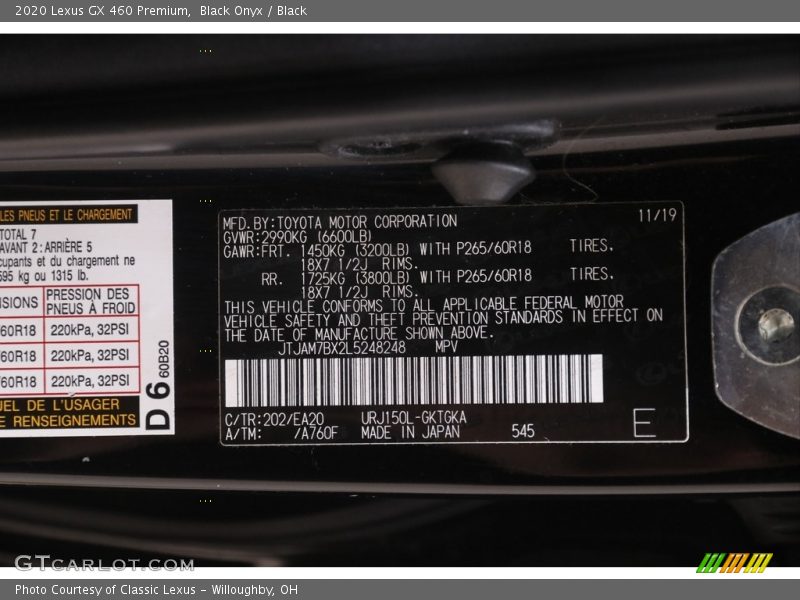 2020 Lexus GX 460 Premium,  Black Onyx / Black
LES PNEUS ET LE CHARGEMENT
TOTAL 7
AVANT 2 : ARRIÈRE 5
cupants et du chargement ne
595 kg ou 1315 lb.
PRESSION DES
PNEUS À FROID
60R18 220kPa, 32PSI
60R18 220kPa, 32PSI
60R18 220kPa, 32PSI
UEL DE L'USAGER
E RENSEIGNEMENTS
D 6 60B20
MFD.BY:TOYOTA MOTOR CORPORATION 11/19
GVWR:2990KG (6600LB)
GAWR:FRT. 1450KG (3200LB) WITH P265/60R18 TIRES.
18X7 1/2J RIMS.
RR. 1725KG (3800LB) WITH P265/60R18 TIRES.
18X7 1/2J RIMS.
THIS VEHICLE CONFORMS TO ALL APPLICABLE FEDERAL MOTOR
VEHICLE SAFETY AND THEFT PREVENTION STANDARDS IN EFFECT ON
THE DATE OF MANUFACTURE SHOWN ABOVE.
JTJAM7BX2L5248248 MPV
C/TR:202/EA20 URJ150L-GKTGKA
A/TM: /A760F MADE IN JAPAN 545 E
GTCARLOT.COM
Photo Courtesy of Classic Lexus - Willoughby, OH